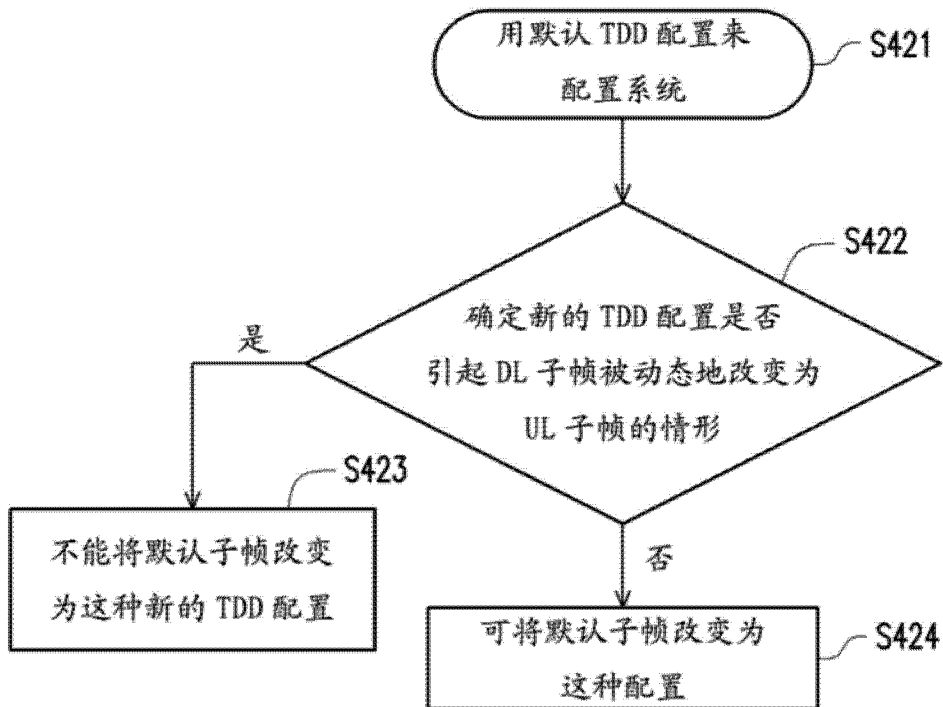 用默认 TDD 配置来
配置系统
S421
S422
确定新的 TDD 配置是否
引起 DL 子帧被动态地改变为
UL 子帧的情形
是
S423
不能将默认子帧改变
为这种新的 TDD 配置
否
可将默认子帧改变为
这种配置
S424